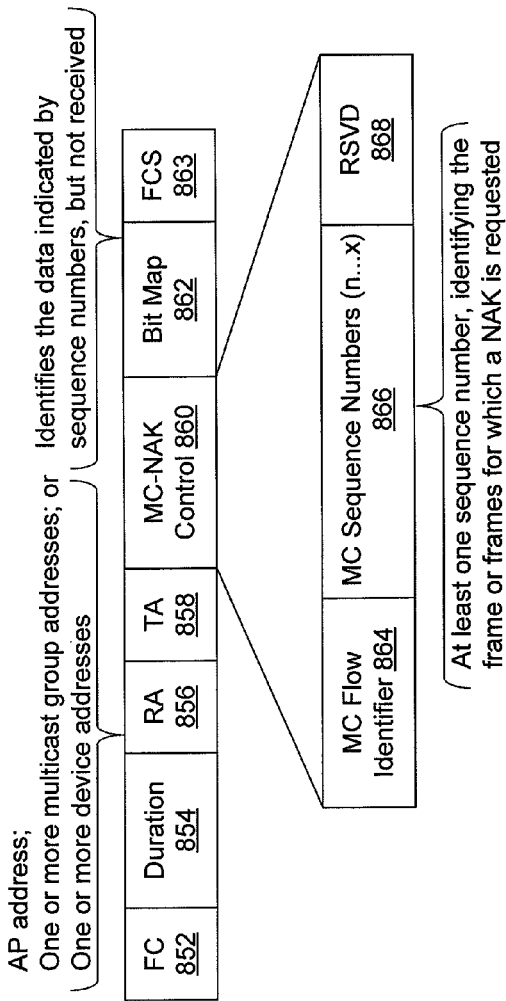 AP address;
One or more multicast group addresses; or
One or more device addresses
Identifies the data indicated by
sequence numbers, but not received
FC
852
Duration
854
RA
856
TA
858
MC-NAK
Control 860
Bit Map
862
FCS
863
MC Flow
Identifier 864
MC Sequence Numbers (n...x)
866
RSVD
868
At least one sequence number, identifying the
frame or frames for which a NAK is requested